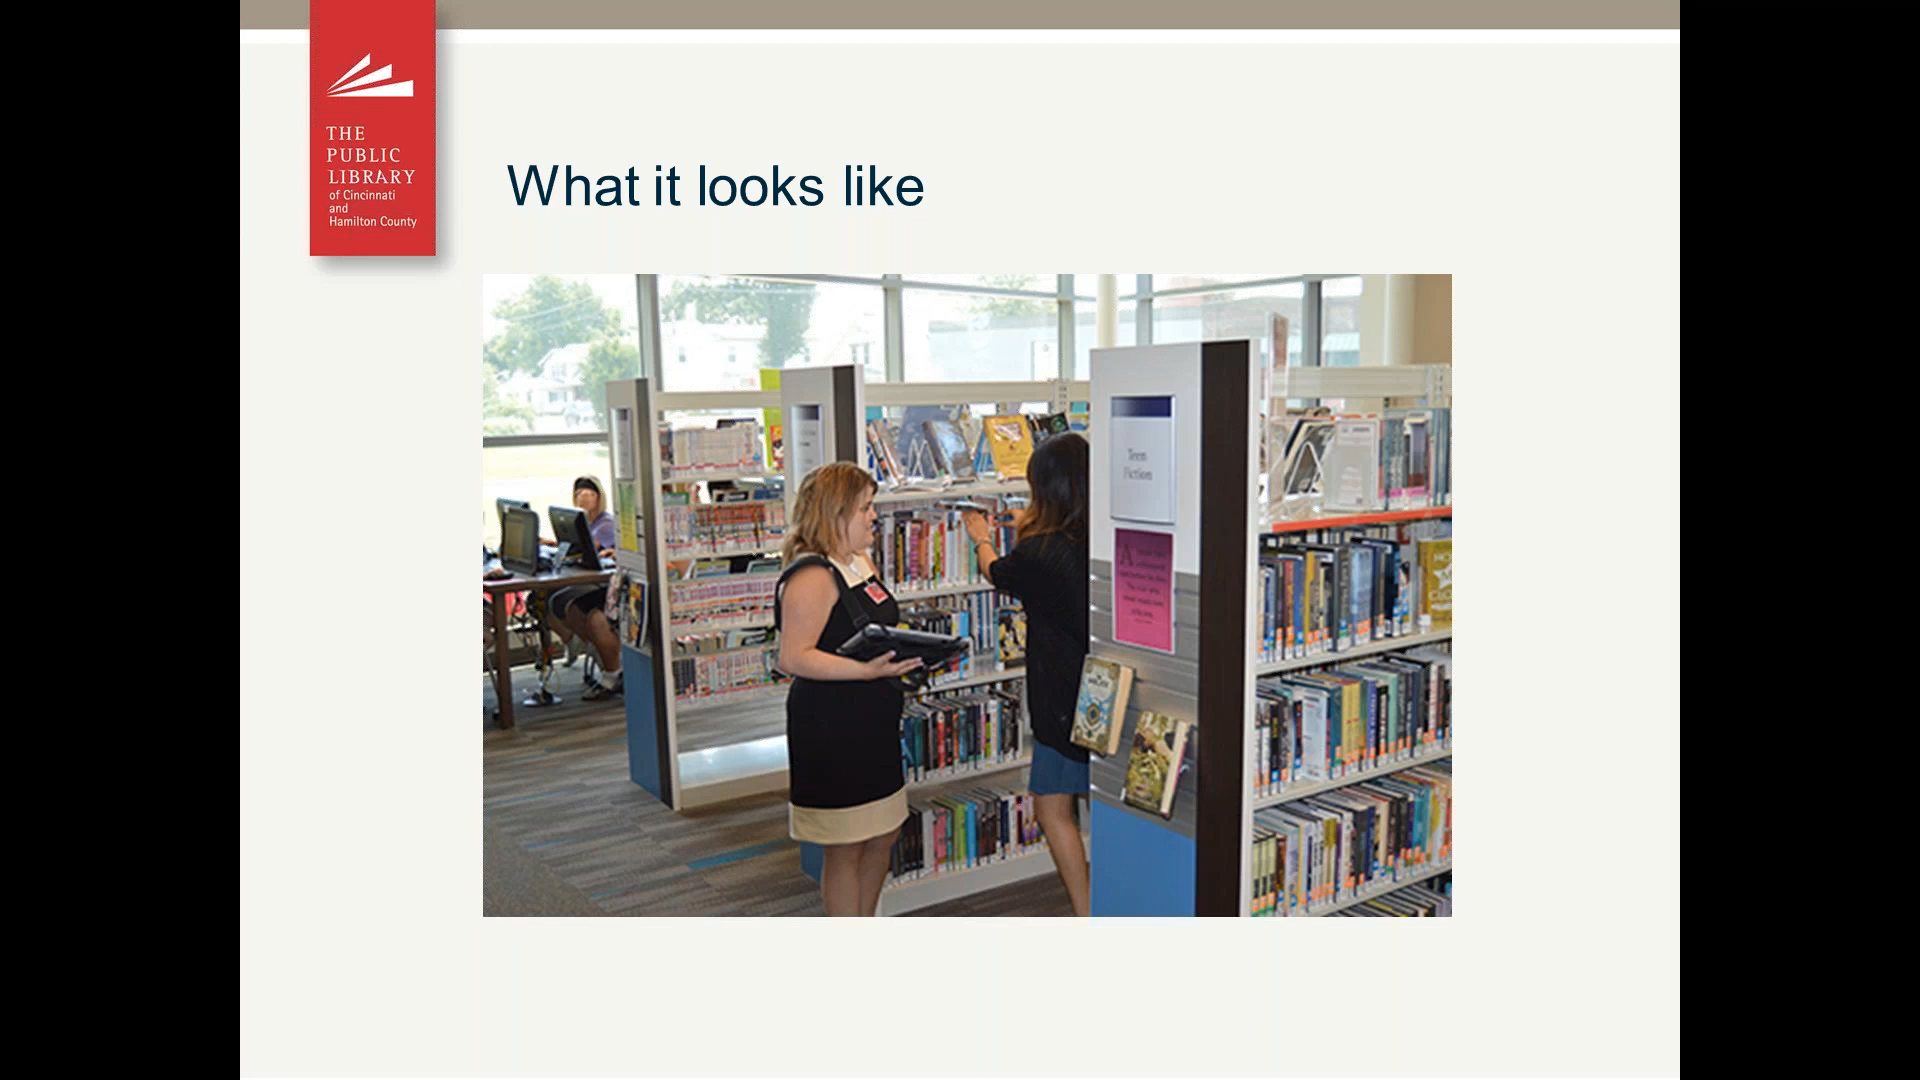 THE
PUBLIC
LIBRARY
of Cincinnati
and
Hamilton County
What it looks like
Teen
Fiction